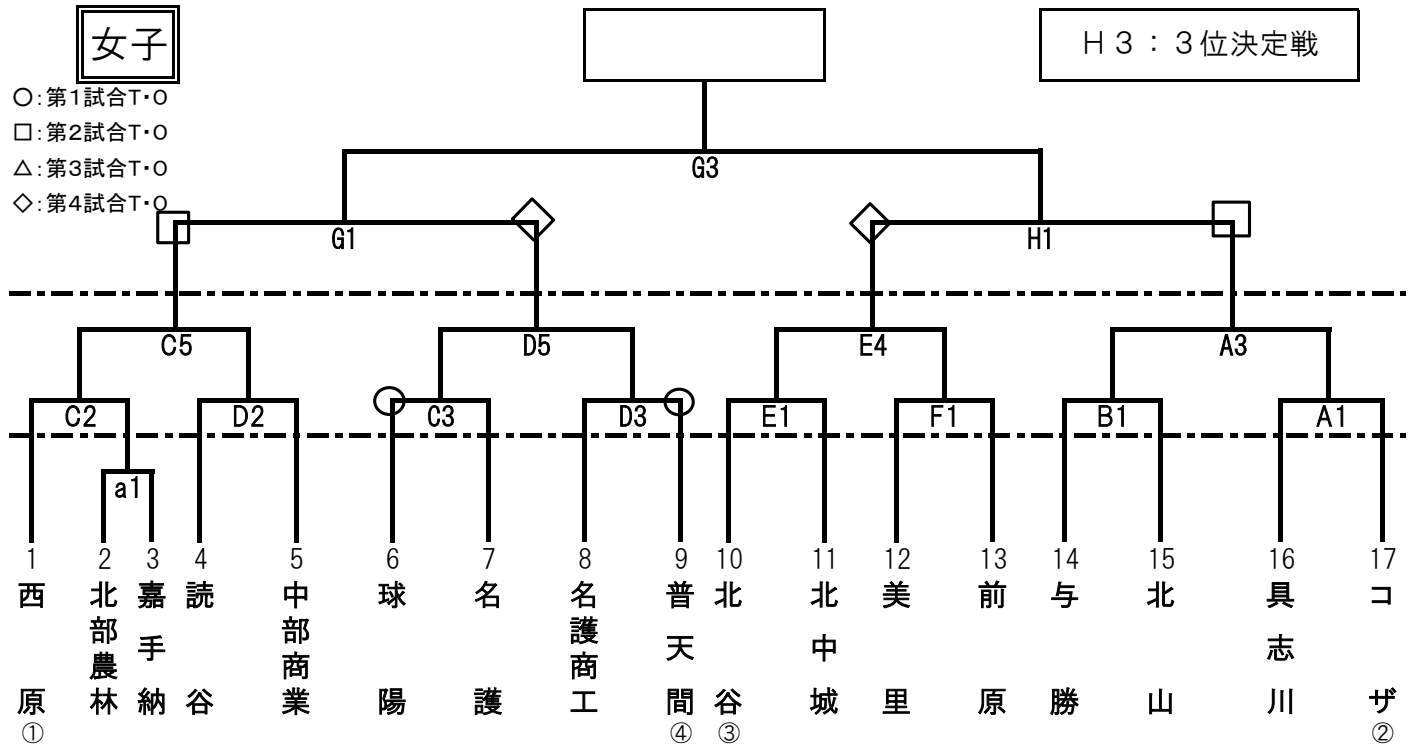 女子
H3:3位決定戦
○:第1試合T・O
□:第2試合T・O
△:第3試合T・O
◇:第4試合T・O
G3
G1
H1
C5
D5
E4
A3
C2
D2
C3
D3
E1
F1
B1
A1
a1
1
2
3
4
5
6
7
8
9
10
11
12
13
14
15
16
17
西原
北部農林
嘉手納
読谷
中部商業
球陽
名護
名護商工
普天間
北谷
北中城
美里
前原
与勝
北山
具志川
コザ
①
④
③
②